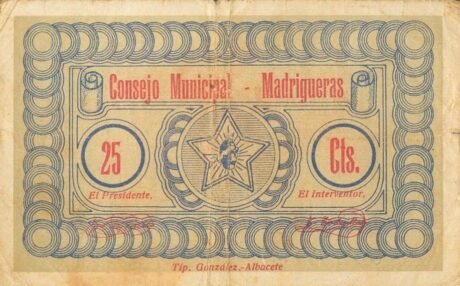 Consejo Municipal - Madrigueras
25 Cts.
El Presidente, El Interventor,
Tip. González.-Albacete